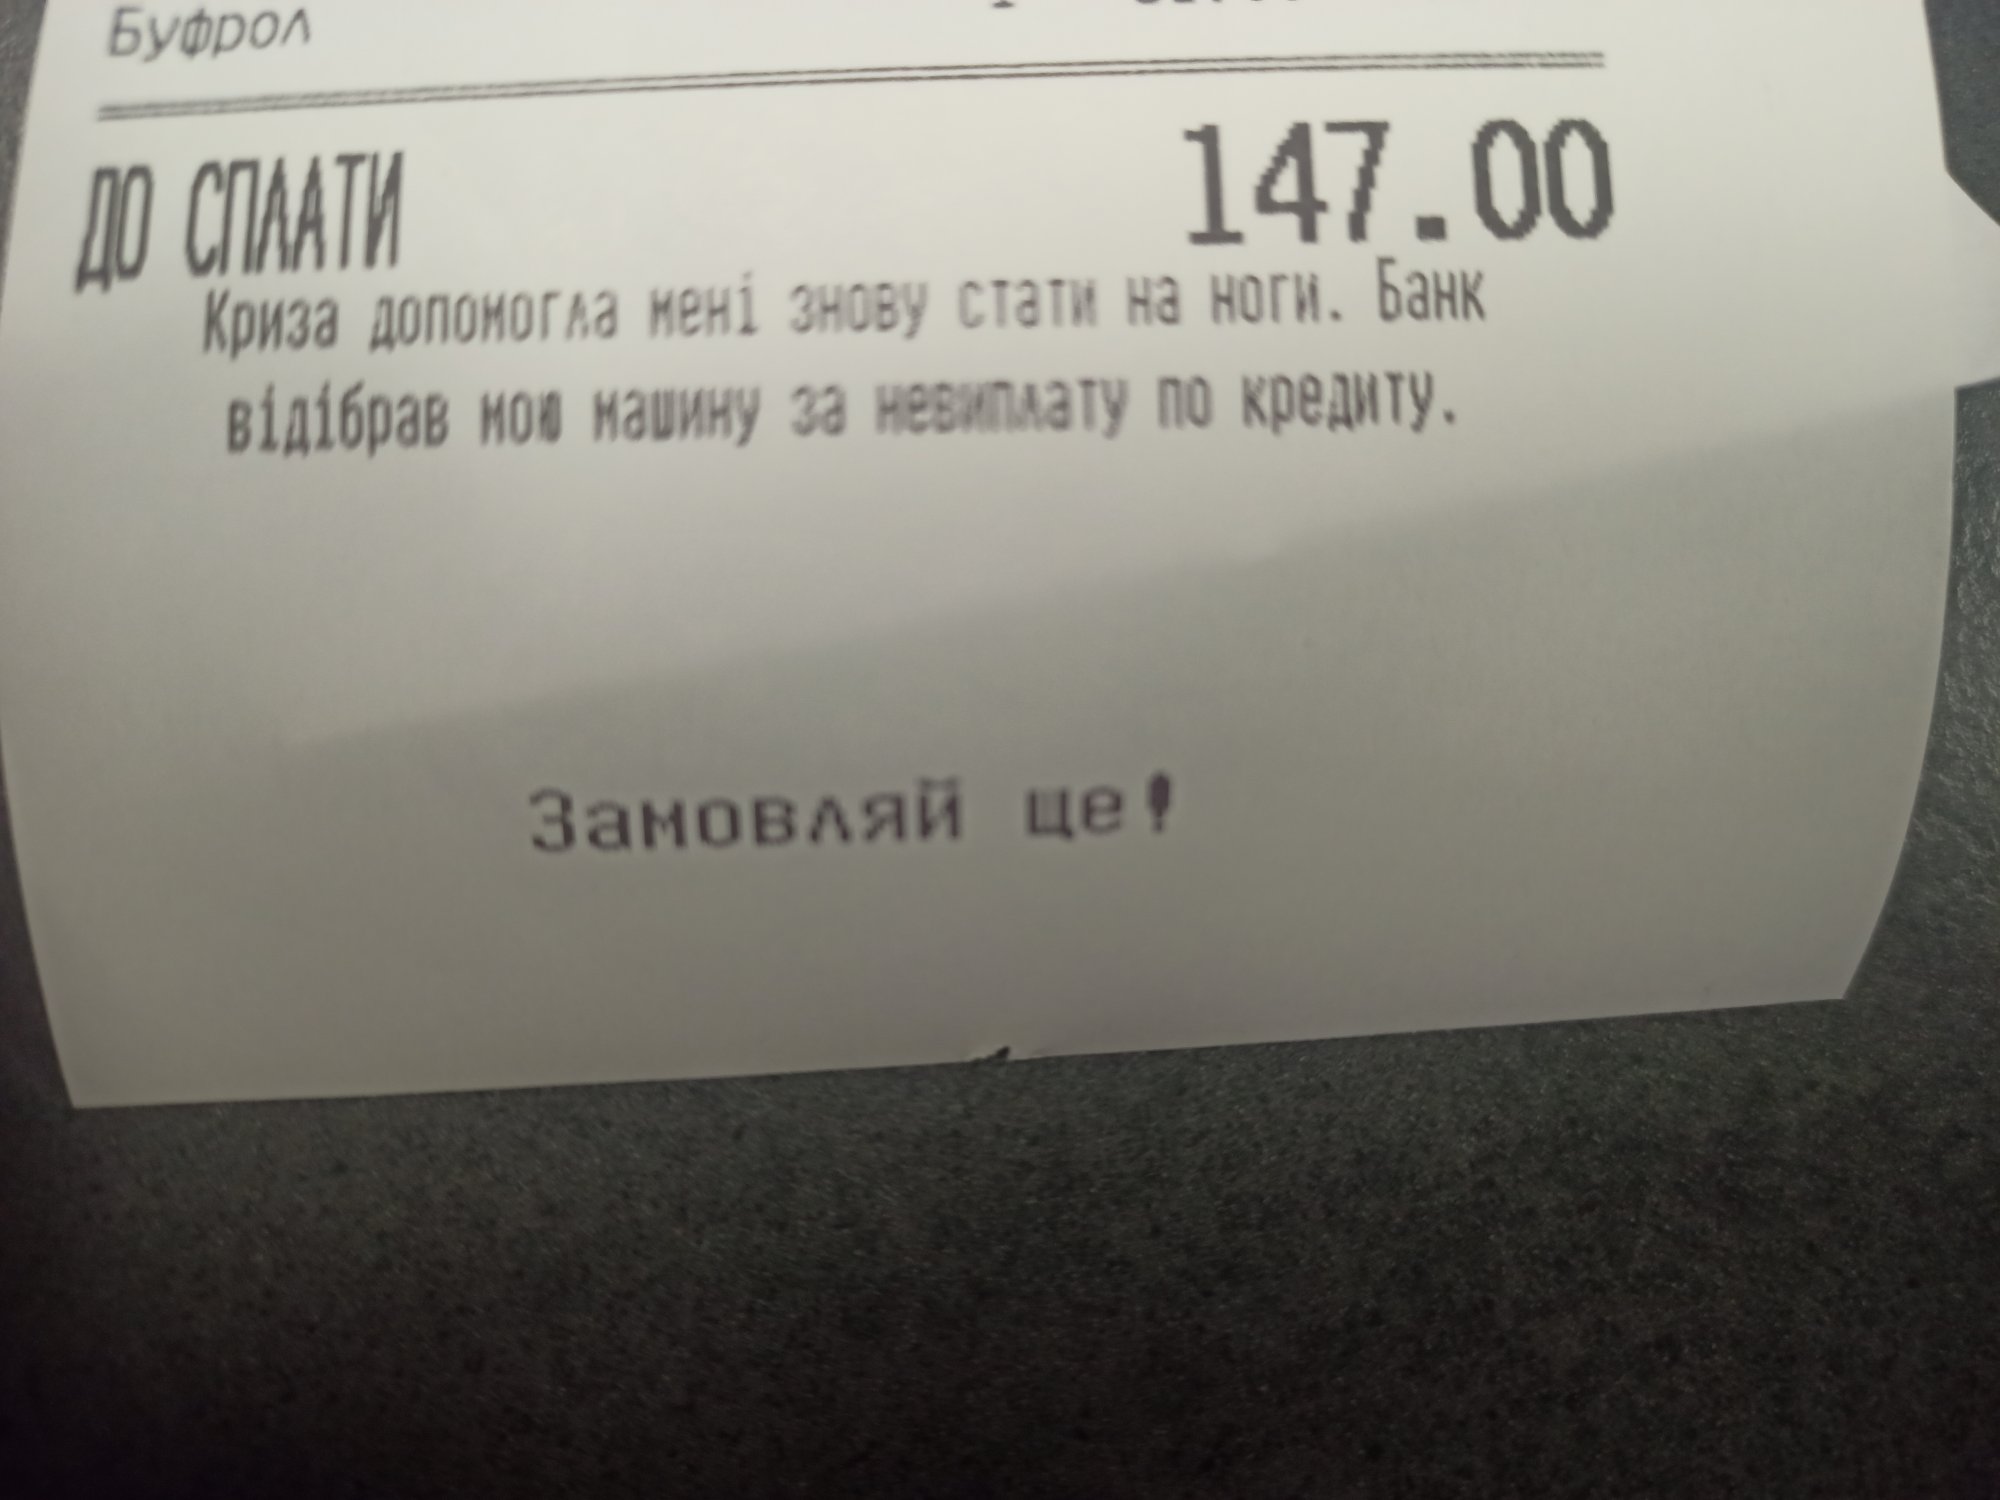 Буфрол
ДО СПЛАТИ 147.00
Криза допомогла мені знову стати на ноги. Банк
відібрав мою машину за невиплату по кредиту.
Замовляй ще!